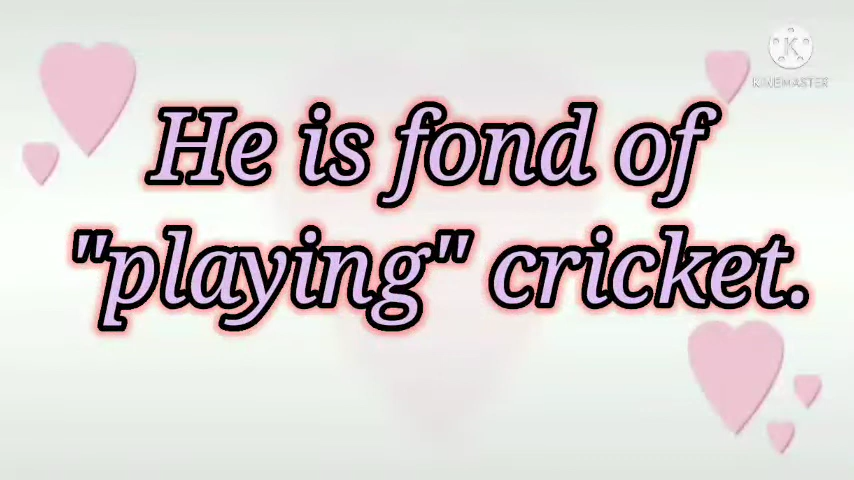 K
KINEMASTER
He is fond of
"playing" cricket.